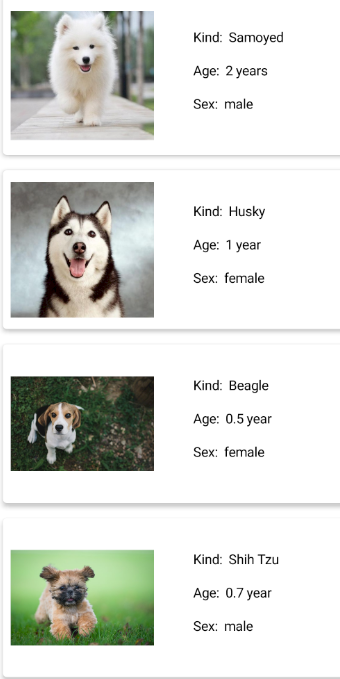 Kind: Samoyed
Age: 2 years
Sex: male
Kind: Husky
Age: 1 year
Sex: female
Kind: Beagle
Age: 0.5 year
Sex: female
Kind: Shih Tzu
Age: 0.7 year
Sex: male